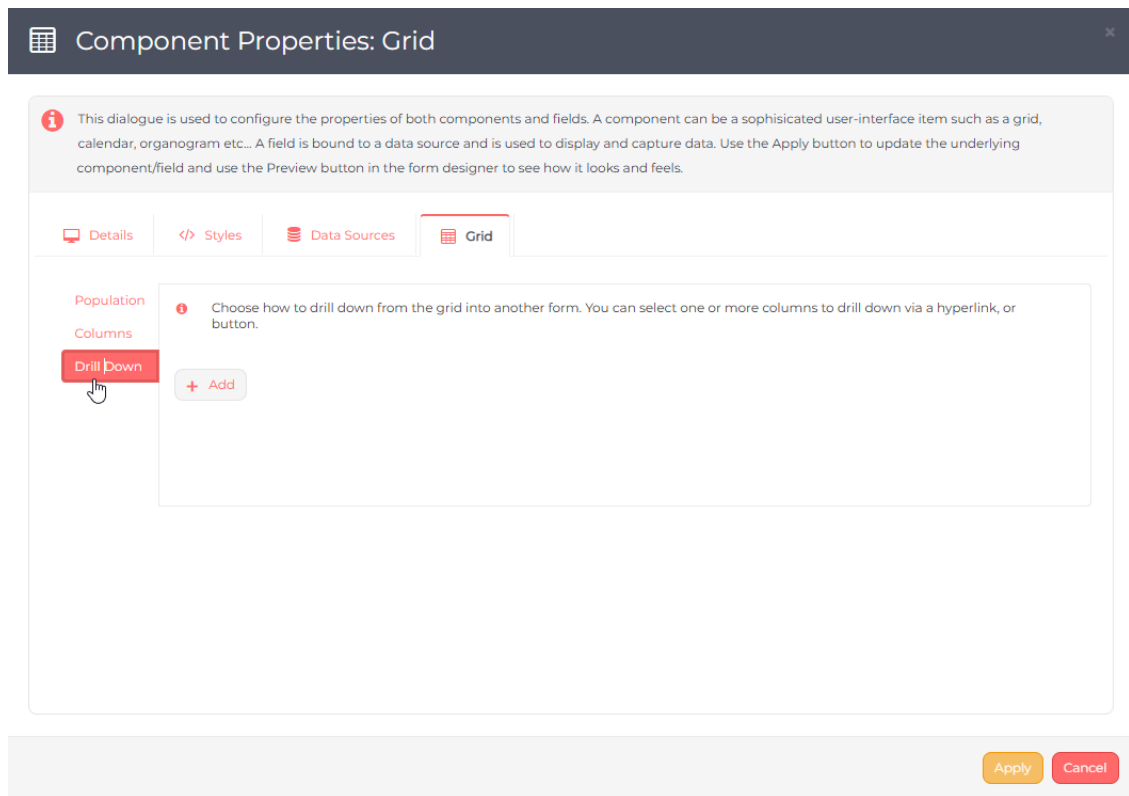 Component Properties: Grid
×
This dialogue is used to configure the properties of both components and fields. A component can be a sophisicated user-interface item such as a grid,
calendar, organogram etc... A field is bound to a data source and is used to display and capture data. Use the Apply button to update the underlying
component/field and use the Preview button in the form designer to see how it looks and feels.
Details
</> Styles
Data Sources
Grid
Population
Columns
Drill Down
Choose how to drill down from the grid into another form. You can select one or more columns to drill down via a hyperlink, or
button.
+ Add
Apply
Cancel